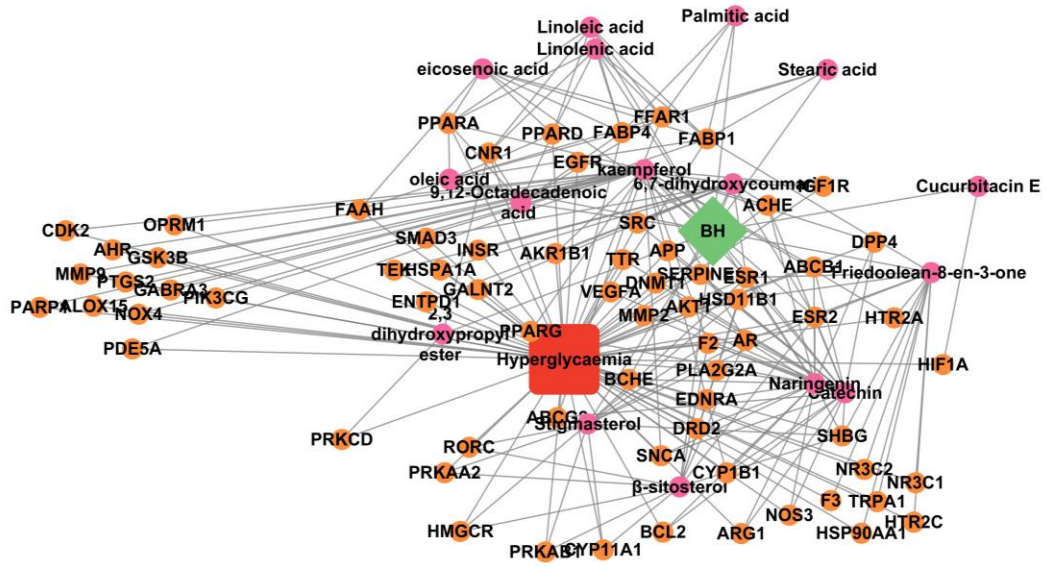 Palmitic acid
Linoleic acid
Linolenic acid
eicosenoic acid
Stearic acid
PPARA
PPARD
FABP4
FFAR1
FABP1
CNR1
EGFR
kaempferol
oleic acid
9,12-Octadecadenoic
acid
6,7-dihydroxycoumarin
IGF1R
Cucurbitacin E
ACHE
FAAH
OPRM1
CDK2
SRC
BH
DPP4
AHR
GSK3B
SMAD3
INSR
AKR1B1
TTR
APP
MMP9
PTGS2
TEK
HSPA1A
SERPINE1
ESR1
ABCB1
Friedoolean-8-en-3-one
GABRA3
PIK3CG
GALNT2
VEGFA
DNMT1
HSD11B1
PARP1
ALOX15
NOX4
ENTPD1
2,3
dihydroxypropyl
ester
MMP2
AKT1
ESR2
HTR2A
PPARG
PDE5A
F2
AR
Hyperglycaemia
HIF1A
BCHE
PLA2G2A
Naringenin
Catechin
EDNRA
ABCG2
Stigmasterol
DRD2
SHBG
PRKCD
RORC
SNCA
PRKAA2
CYP1B1
NR3C2
NR3C1
β-sitosterol
F3
TRPA1
NOS3
HTR2C
HMGCR
BCL2
ARG1
HSP90AA1
PRKAB1
CYP11A1